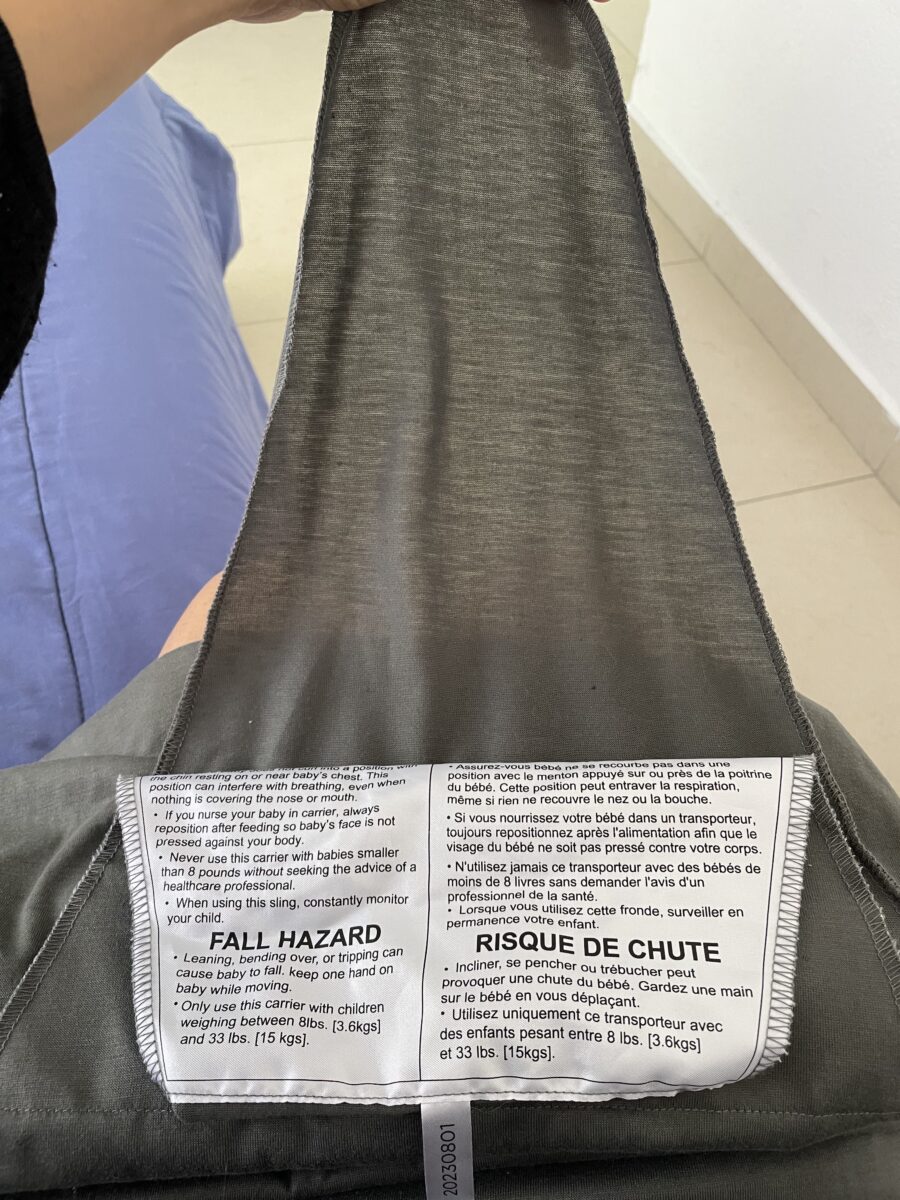 the chin resting on or near baby's chest. This
position can interfere with breathing, even when
nothing is covering the nose or mouth.
• If you nurse your baby in carrier, always
reposition after feeding so baby's face is not
pressed against your body.
• Never use this carrier with babies smaller
than 8 pounds without seeking the advice of a
healthcare professional.
• When using this sling, constantly monitor
your child.
FALL HAZARD
• Leaning, bending over, or tripping can
cause baby to fall. keep one hand on
baby while moving.
• Only use this carrier with children
weighing between 8lbs. [3.6kgs]
and 33 lbs. [15 kgs].
• Assurez-vous bébé ne se recourbe pas dans une
position avec le menton appuyé sur ou près de la poitrine
du bébé. Cette position peut entraver la respiration,
même si rien ne recouvre le nez ou la bouche.
• Si vous nourrissez votre bébé dans un transporteur,
toujours repositionnez après l'alimentation afin que le
visage du bébé ne soit pas pressé contre votre corps.
• N'utilisez jamais ce transporteur avec des bébés de
moins de 8 livres sans demander l'avis d'un
professionnel de la santé.
• Lorsque vous utilisez cette fronde, surveiller en
permanence votre enfant.
RISQUE DE CHUTE
• Incliner, se pencher ou trébucher peut
provoquer une chute du bébé. Gardez une main
sur le bébé en vous déplaçant.
• Utilisez uniquement ce transporteur avec
des enfants pesant entre 8 lbs. [3.6kgs]
et 33 lbs. [15kgs].
20230801